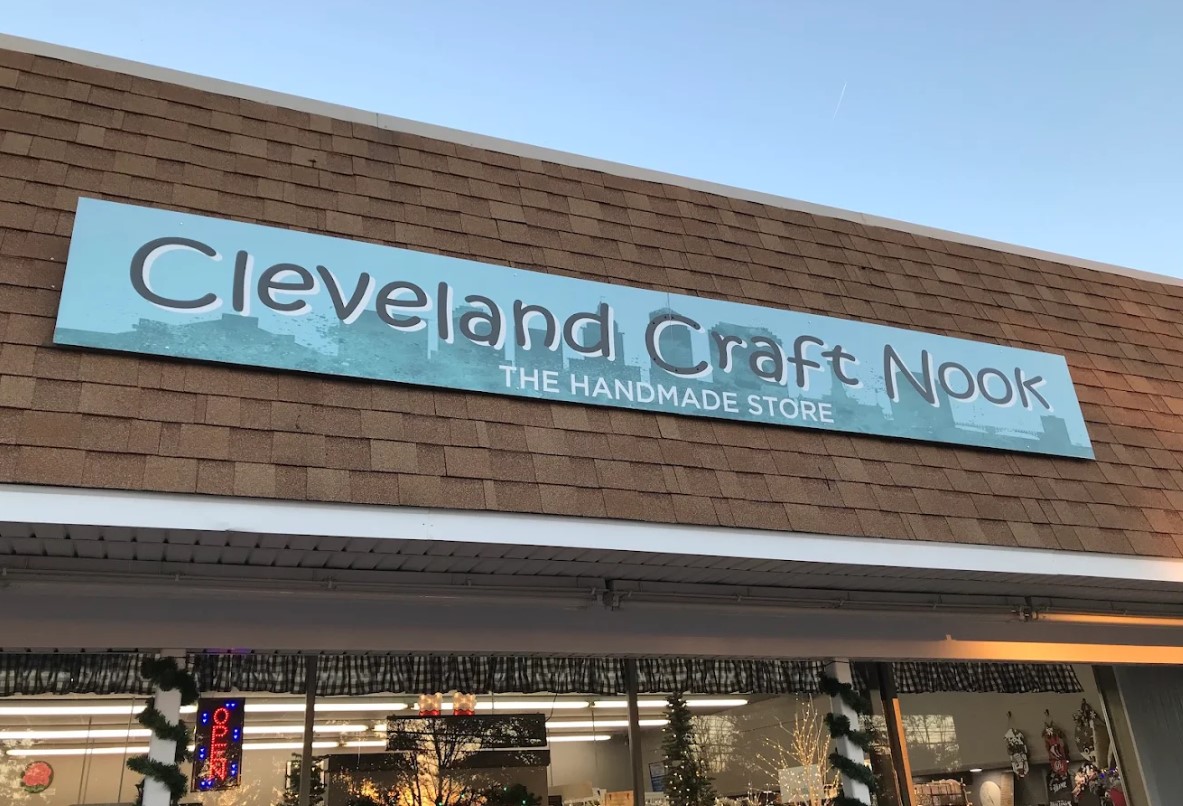 Cleveland Craft Nook
THE HANDMADE STORE
OPEN